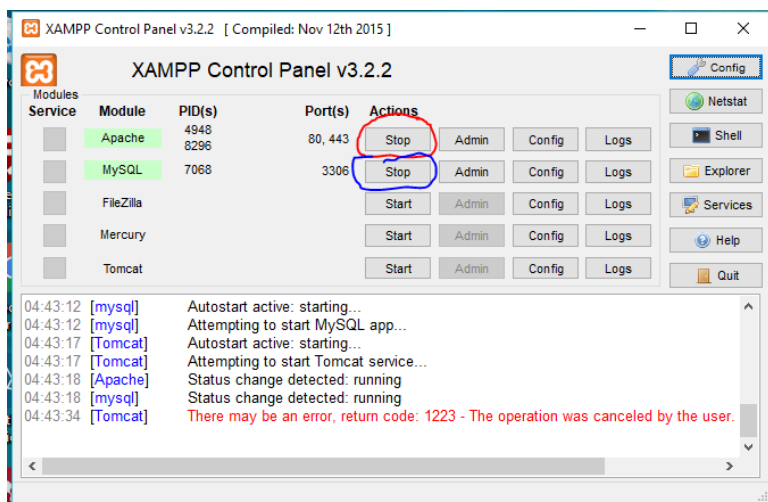 XAMPP Control Panel v3.2.2 [ Compiled: Nov 12th 2015 ]
XAMPP Control Panel v3.2.2
Config
Modules
Service Module PID(s) Port(s) Actions
Netstat
Apache 4948 8296 80, 443 Stop Admin Config Logs
Shell
MySQL 7068 3306 Stop Admin Config Logs
Explorer
FileZilla Start Admin Config Logs
Services
Mercury Start Admin Config Logs
Help
Tomcat Start Admin Config Logs
Quit
04:43:12 [mysql] Autostart active: starting...
04:43:12 [mysql] Attempting to start MySQL app...
04:43:17 [Tomcat] Autostart active: starting...
04:43:17 [Tomcat] Attempting to start Tomcat service...
04:43:18 [Apache] Status change detected: running
04:43:18 [mysql] Status change detected: running
04:43:34 [Tomcat] There may be an error, return code: 1223 - The operation was canceled by the user.